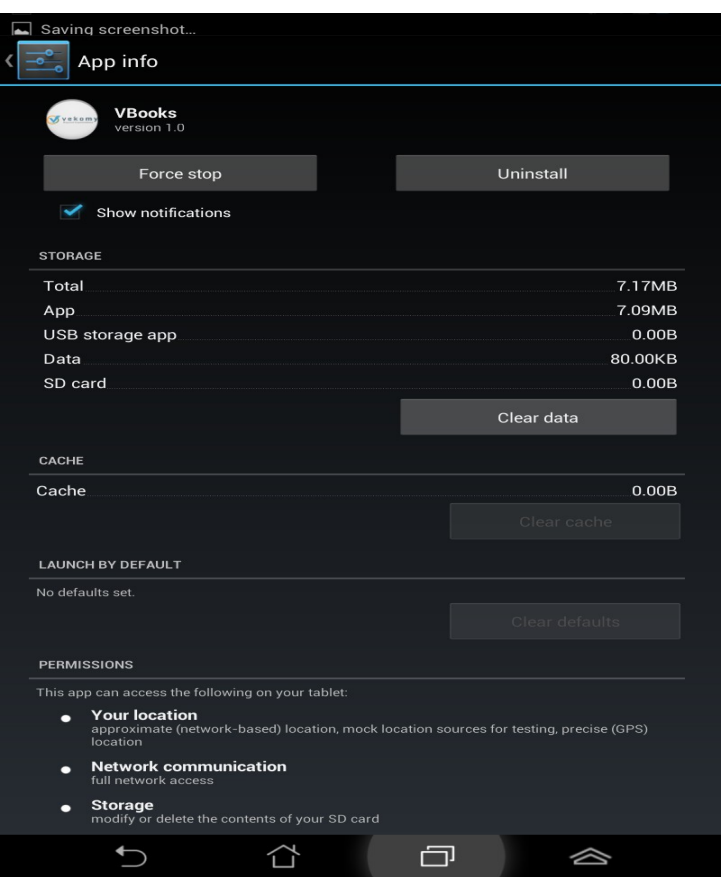 Saving screenshot...
App info
vekomy
VBooks
version 1.0
Force stop
Uninstall
Show notifications
STORAGE
Total 7.17MB
App 7.09MB
USB storage app 0.00B
Data 80.00KB
SD card 0.00B
Clear data
CACHE
Cache 0.00B
Clear cache
LAUNCH BY DEFAULT
No defaults set.
Clear defaults
PERMISSIONS
This app can access the following on your tablet:
Your location
approximate (network-based) location, mock location sources for testing, precise (GPS)
location
Network communication
full network access
Storage
modify or delete the contents of your SD card